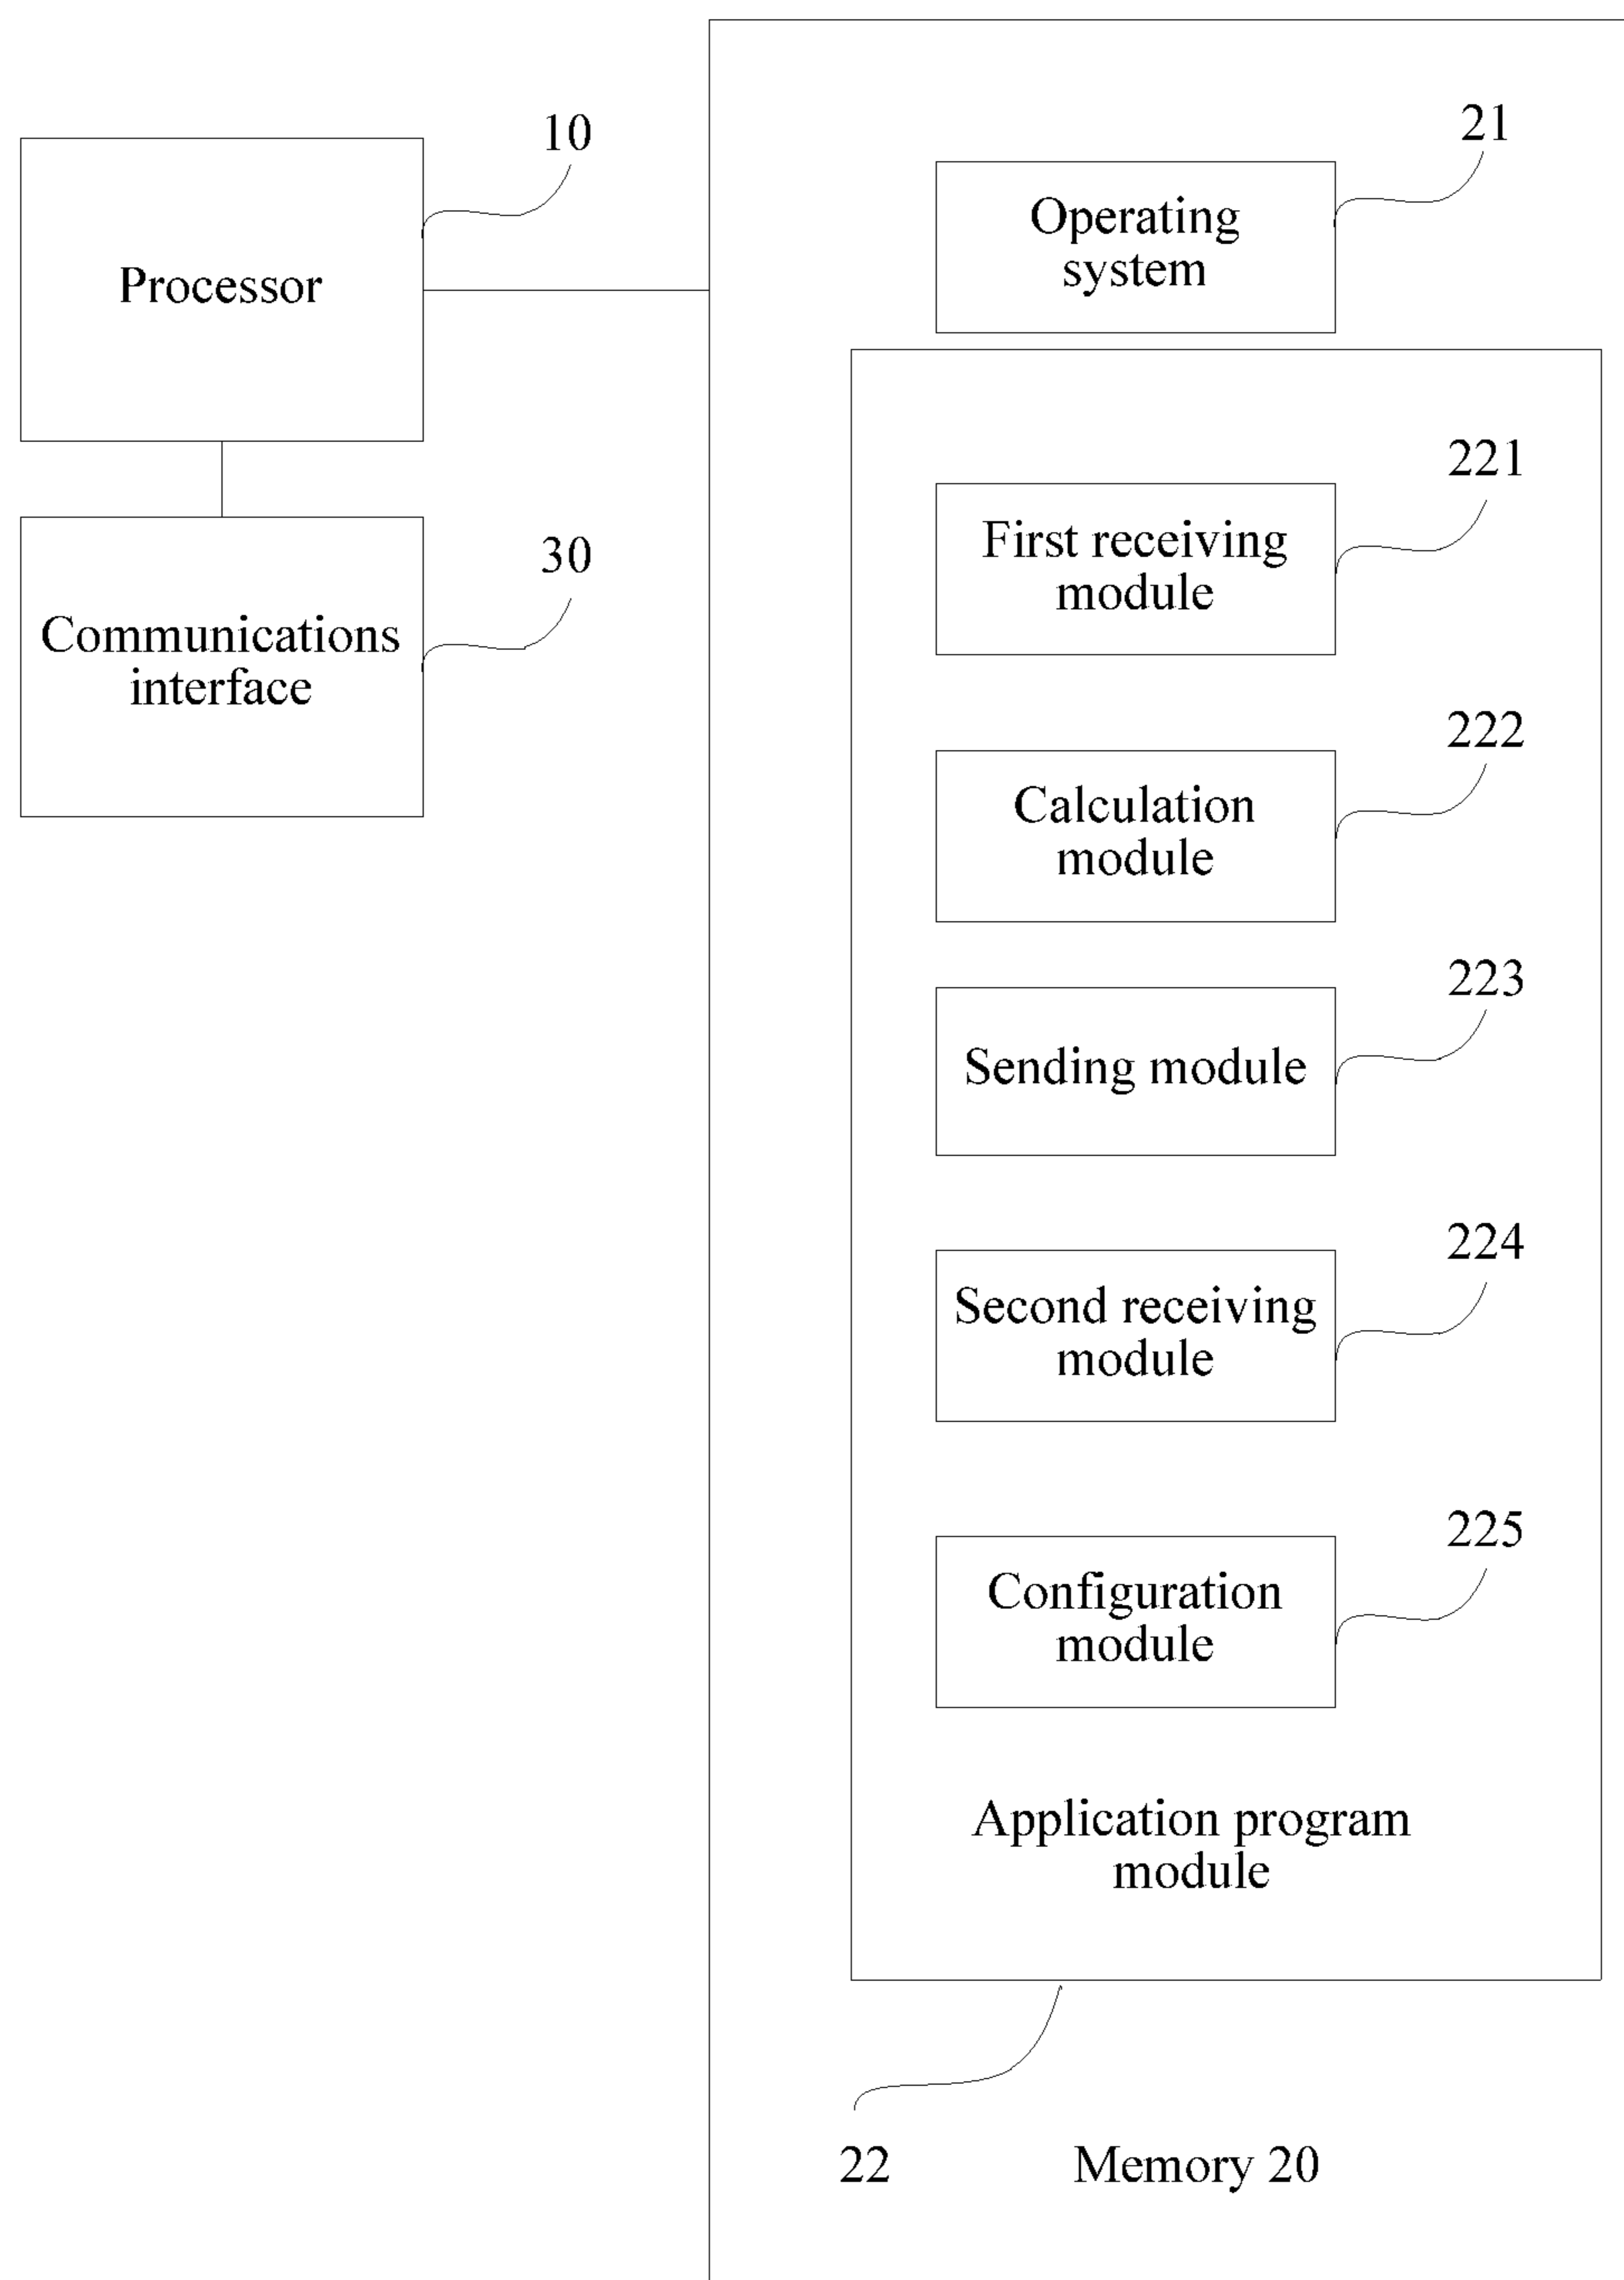 10
Processor
30
Communications
interface
21
Operating
system
221
First receiving
module
222
Calculation
module
223
Sending module
224
Second receiving
module
225
Configuration
module
Application program
module
22
Memory 20